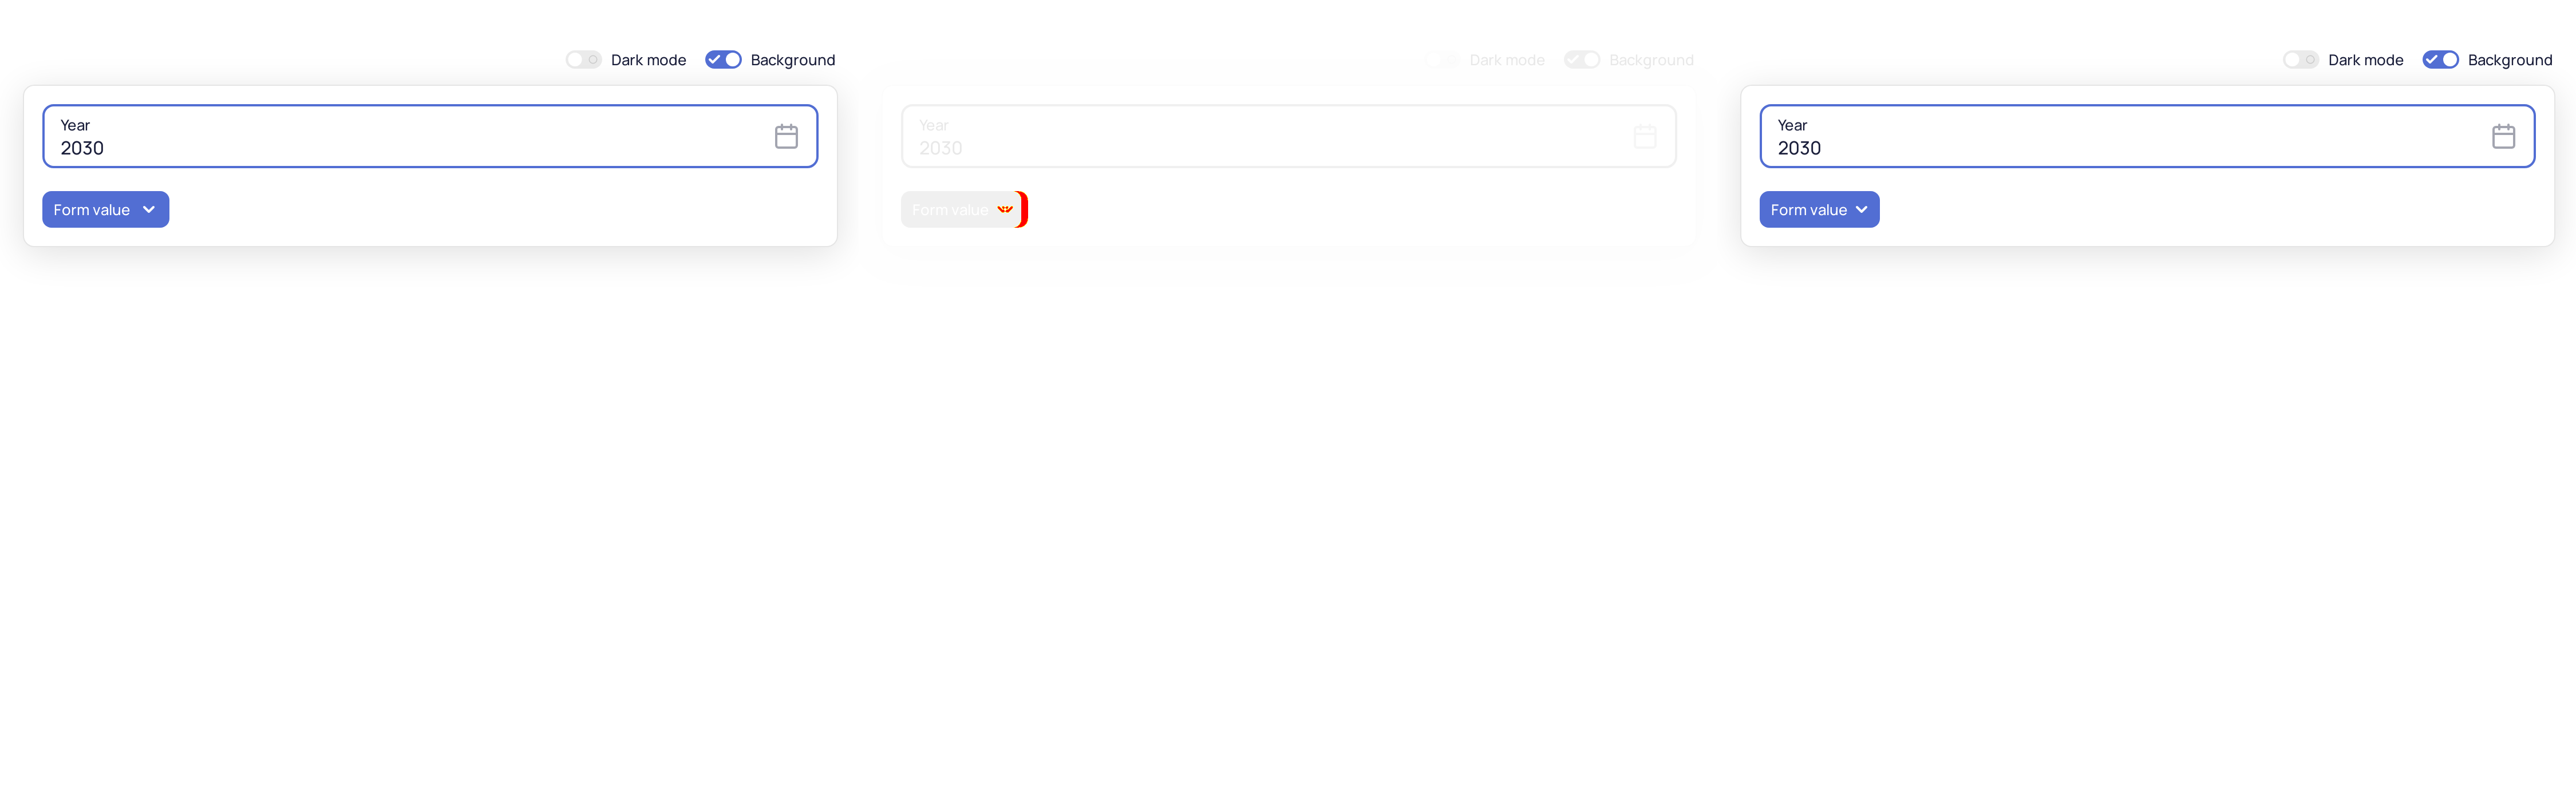 Dark mode Background
Year
2030
Form value
Dark mode Background
Year
2030
Form value
Dark mode Background
Year
2030
Form value